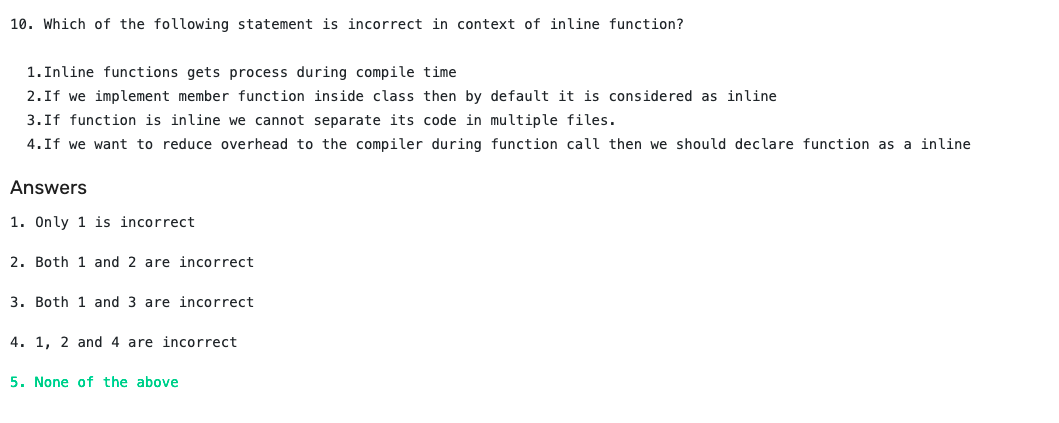 10. Which of the following statement is incorrect in context of inline function?
1.Inline functions gets process during compile time
2.If we implement member function inside class then by default it is considered as inline
3.If function is inline we cannot separate its code in multiple files.
4.If we want to reduce overhead to the compiler during function call then we should declare function as a inline
Answers
1. Only 1 is incorrect
2. Both 1 and 2 are incorrect
3. Both 1 and 3 are incorrect
4. 1, 2 and 4 are incorrect
5. None of the above